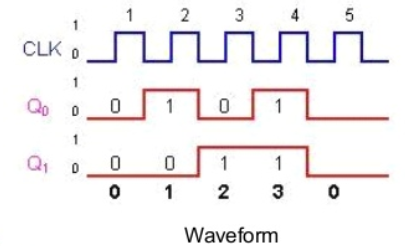 1 2 3 4 5
1
CLK 0
1
Q0 0 0 1 0 1
1
Q1 0 0 0 1 1
0 1 2 3 0
Waveform